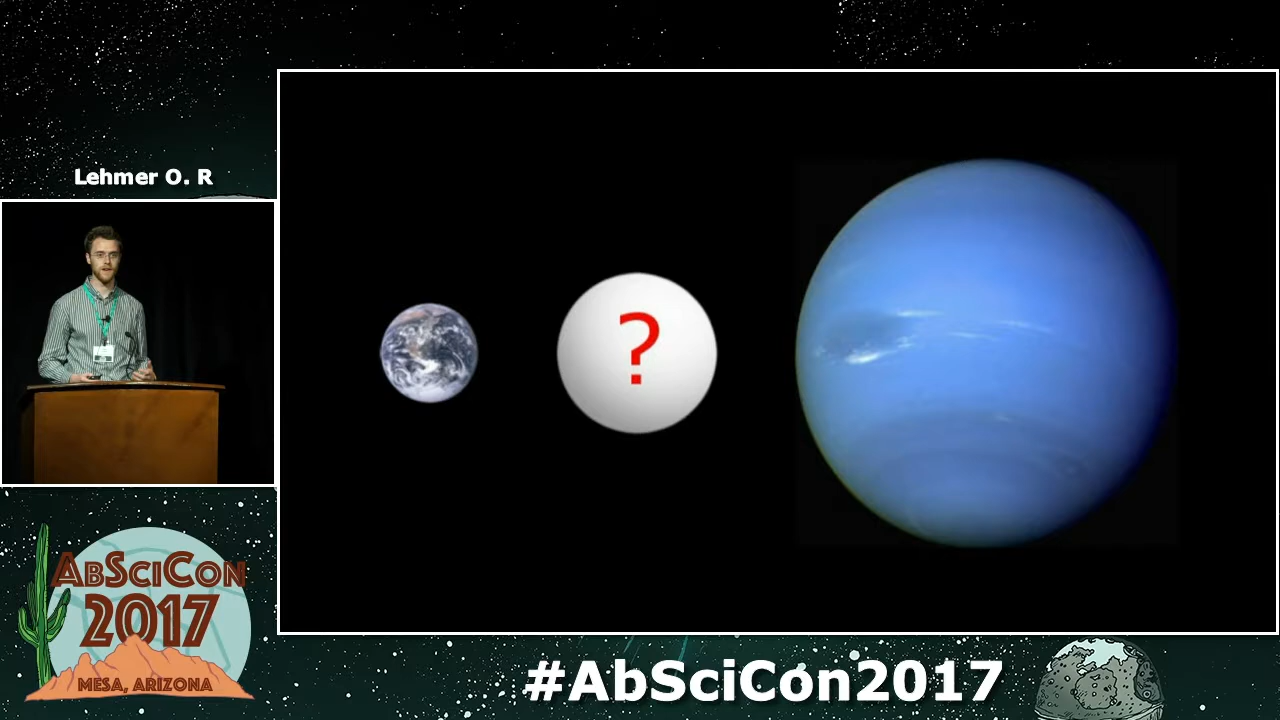 Lehmer O. R
?
AbSciCon
2017
MESA, ARIZONA
#AbSciCon2017